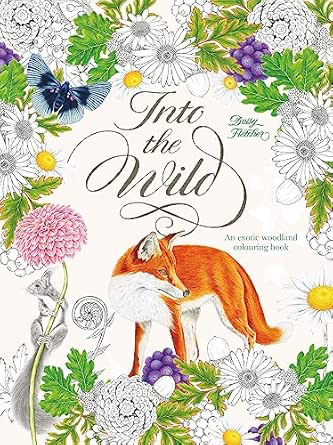 Into
the
Wild
Daisy
Fletcher
An exotic woodland
colouring book